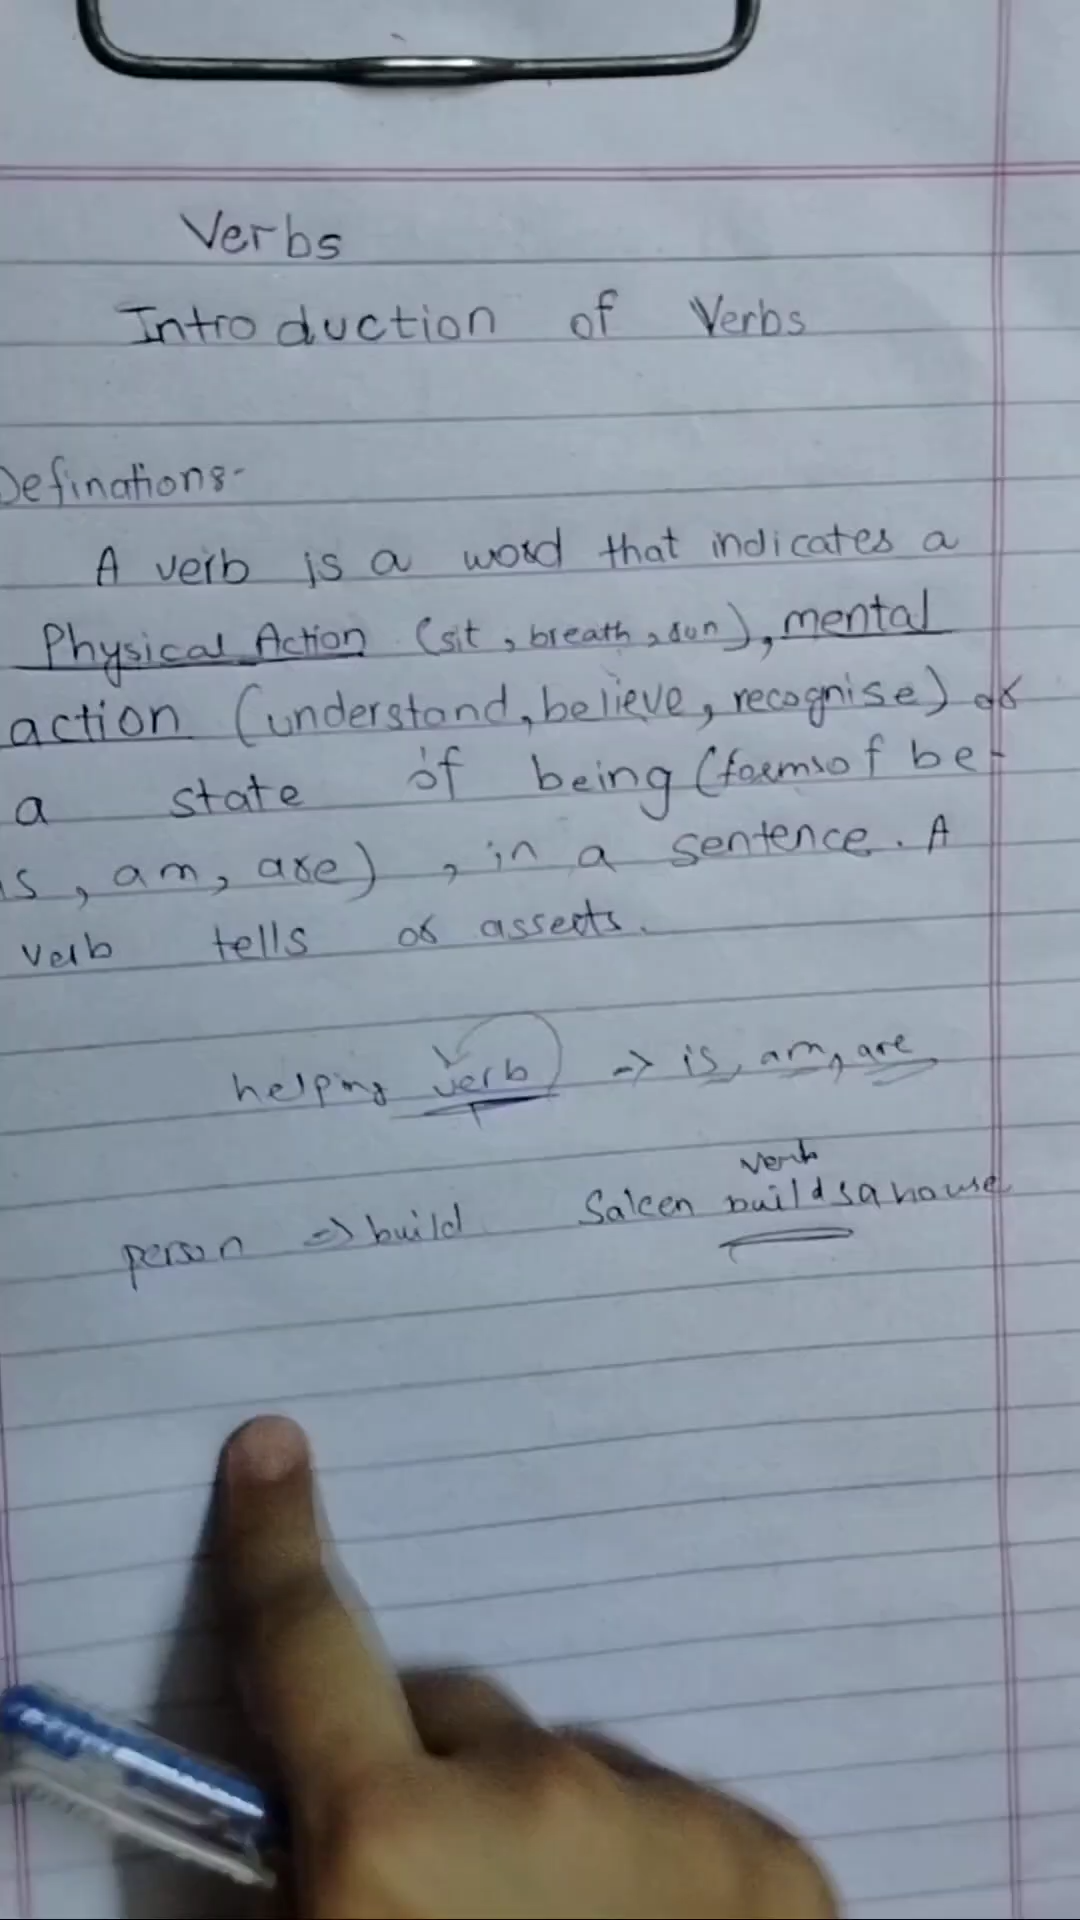 Verbs
Introduction of Verbs
Definations-
A verb is a word that indicates a
Physical Action (sit, breath, run), mental
action (understand, believe, recognise) or
a state of being (forms of be-
is, am, are), in a sentence. A
verb tells or asserts.
helping verb -> is, am, are
verb
person => build Saleen builds a house